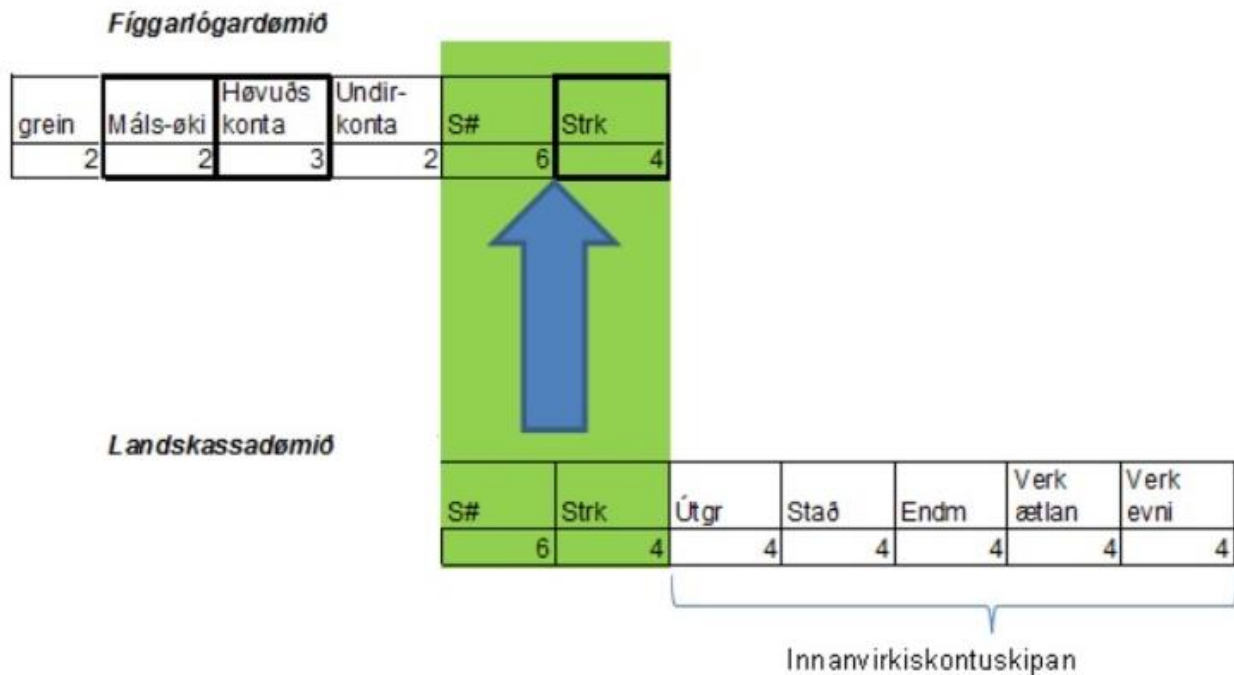 Fíggarlógardømið
grein Máls-øki Høvuðs konta Undir- konta S# Strk
2 2 3 2 6 4
Landskassadømið
S# Strk Útgr Stað Endm Verk ætlan Verk evni
6 4 4 4 4 4 4
Innanvirkiskontuskipan